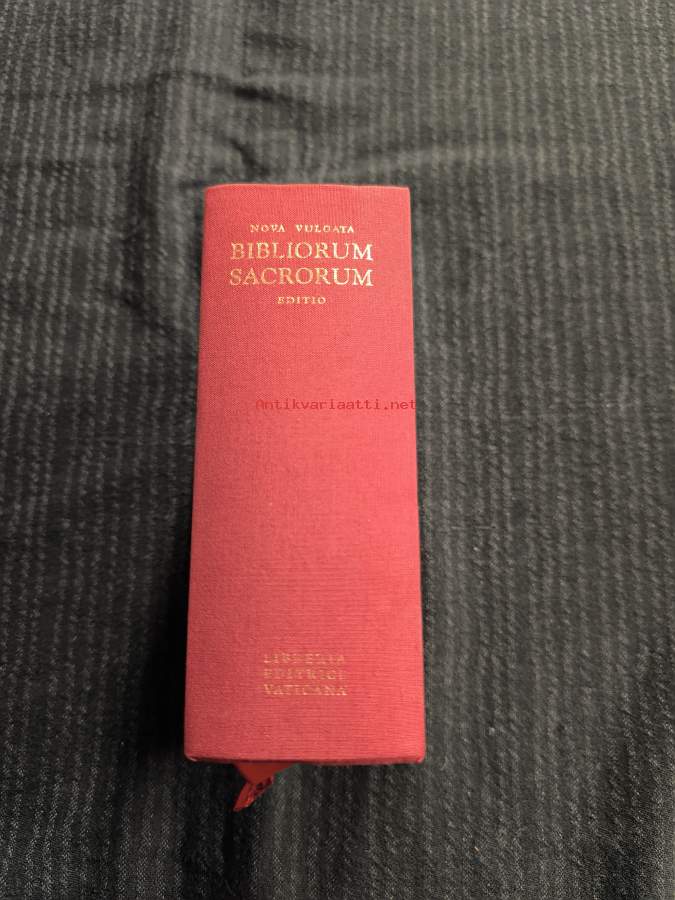 NOVA VULGATA
BIBLIORUM
SACRORUM
EDITIO
Antikvariaatti.net
LIBRERIA
EDITRICE
VATICANA